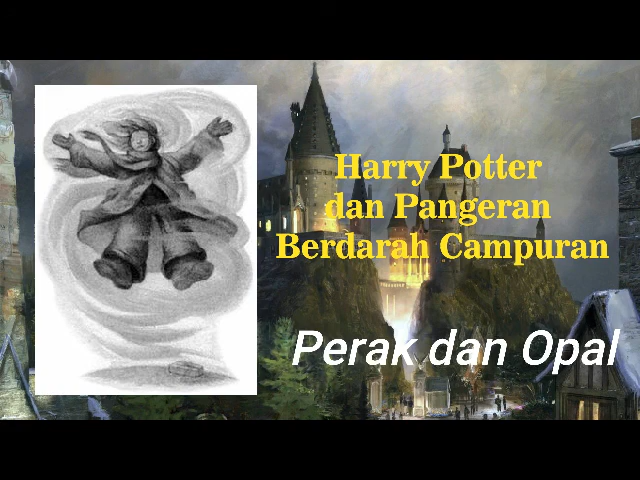 Harry Potter
dan Pangeran
Berdarah Campuran
Perak dan Opal